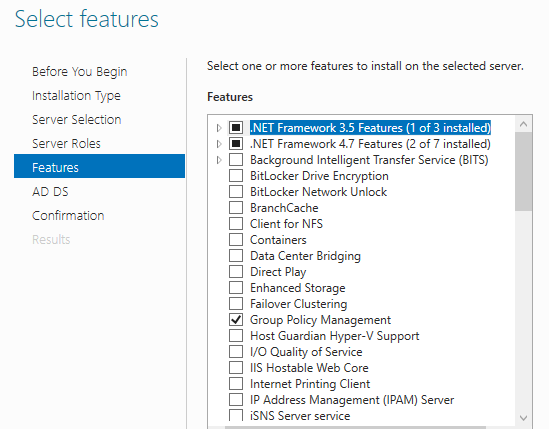 Select features
Before You Begin
Installation Type
Server Selection
Server Roles
Features
AD DS
Confirmation
Results
Select one or more features to install on the selected server.
Features
.NET Framework 3.5 Features (1 of 3 installed)
.NET Framework 4.7 Features (2 of 7 installed)
Background Intelligent Transfer Service (BITS)
BitLocker Drive Encryption
BitLocker Network Unlock
BranchCache
Client for NFS
Containers
Data Center Bridging
Direct Play
Enhanced Storage
Failover Clustering
Group Policy Management
Host Guardian Hyper-V Support
I/O Quality of Service
IIS Hostable Web Core
Internet Printing Client
IP Address Management (IPAM) Server
iSNS Server service